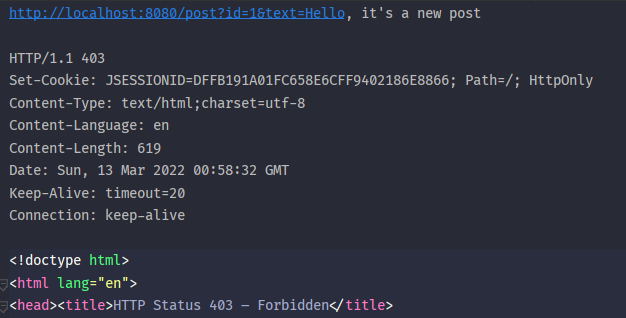 http://localhost:8080/post?id=1&text=Hello, it's a new post
HTTP/1.1 403
Set-Cookie: JSESSIONID=DFFB191A01FC658E6CFF9402186E8866; Path=/; HttpOnly
Content-Type: text/html;charset=utf-8
Content-Language: en
Content-Length: 619
Date: Sun, 13 Mar 2022 00:58:32 GMT
Keep-Alive: timeout=20
Connection: keep-alive
<!doctype html>
<html lang="en">
<head><title>HTTP Status 403 – Forbidden</title>